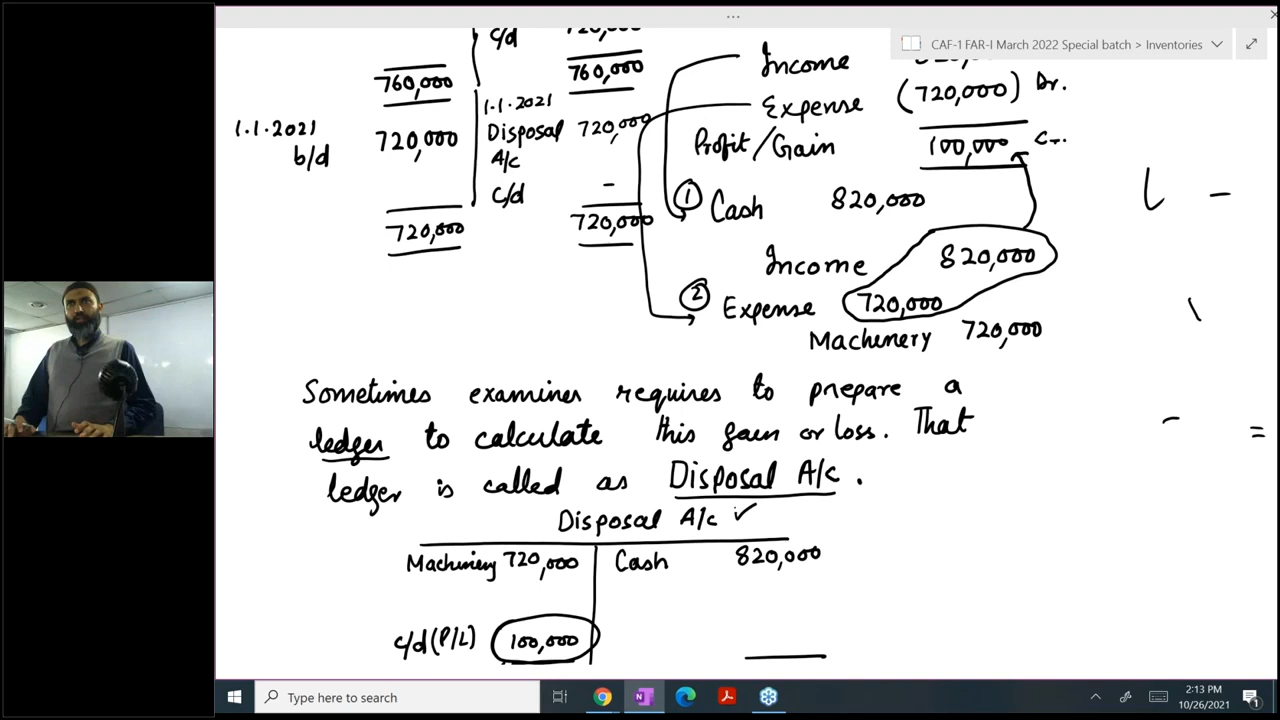 CAF-1 FAR-I March 2022 Special batch > Inventories
c/d 720,000
760,000 760,000
1.1.2021 b/d 720,000
1.1.2021 Disposal A/c 720,000
c/d -
720,000 720,000
Income
Expense (720,000) Dr.
Profit/Gain 100,000 Cr.
① Cash 820,000
Income 820,000
② Expense 720,000
Machinery 720,000
Sometimes examiner requires to prepare a
ledger to calculate this gain or loss. That
ledger is called as Disposal A/c.
Disposal A/c ✓
Machinery 720,000 Cash 820,000
c/d (P/L) 100,000
Type here to search
2:13 PM
10/26/2021